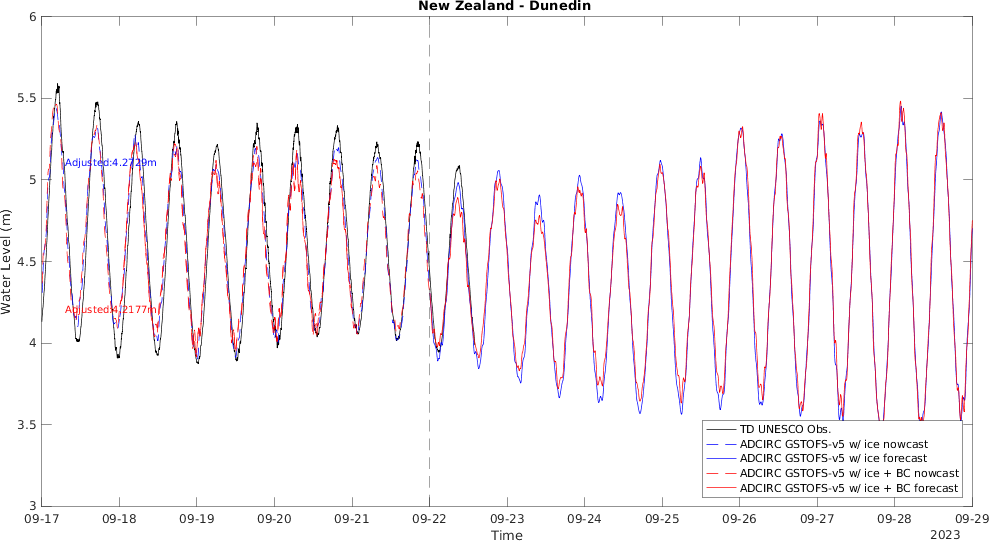 New Zealand - Dunedin
6
5.5
5
4.5
4
3.5
3
Water Level (m)
Adjusted:4.2729m
Adjusted:4.2177m
TD UNESCO Obs.
ADCIRC GSTOFS-v5 w/ ice nowcast
ADCIRC GSTOFS-v5 w/ ice forecast
ADCIRC GSTOFS-v5 w/ ice + BC nowcast
ADCIRC GSTOFS-v5 w/ ice + BC forecast
09-17 09-18 09-19 09-20 09-21 09-22 09-23 09-24 09-25 09-26 09-27 09-28 09-29
Time 2023